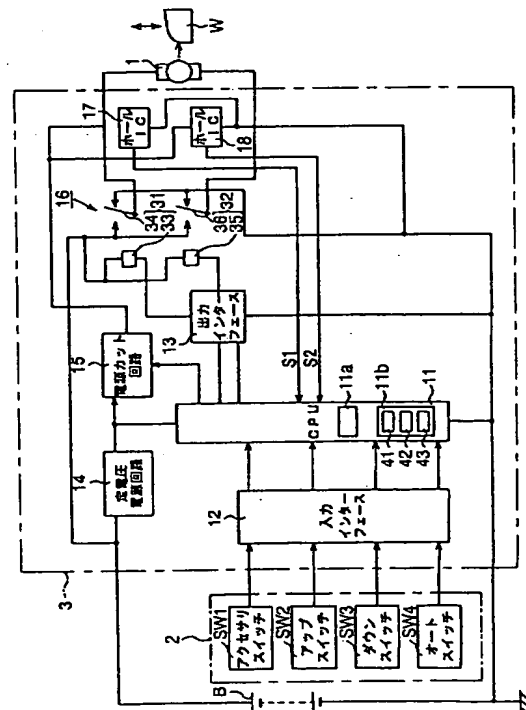 W
1
17
ホール
IC
ホール
IC
18
16
34
31
33
36
32
35
出力
インターフェース
13
15
電源カット
回路
S1
S2
14
定電圧
電源回路
CPU
11a
11b
11
41
42
43
12
入力
インター
フェース
3
2
SW1
アクセサリ
スイッチ
SW2
アップ
スイッチ
SW3
ダウン
スイッチ
SW4
オート
スイッチ
B